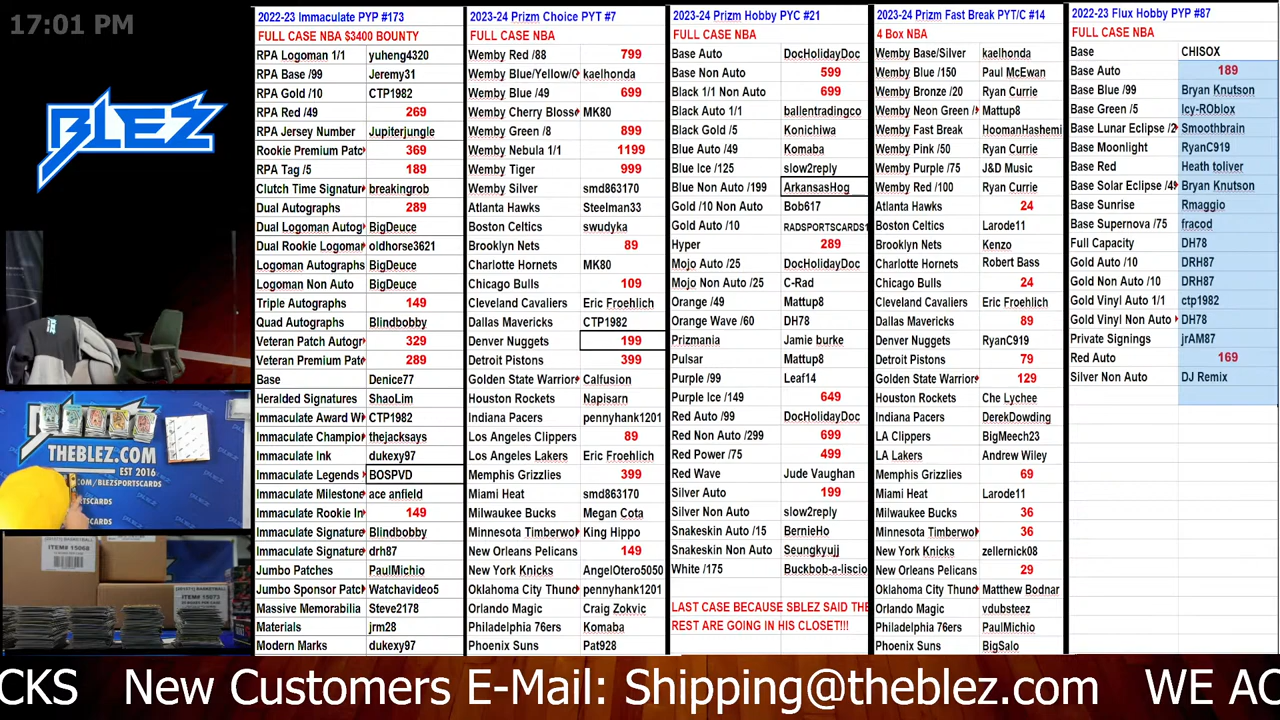 17:01 PM
BLEZ
THEBLEZ.COM
EST 2016
ITEM# 15068
2022-23 Immaculate PYP #173
FULL CASE NBA $3400 BOUNTY
RPA Logoman 1/1 yuheng4320
RPA Base /99 Jeremy31
RPA Gold /10 CTP1982
RPA Red /49 269
RPA Jersey Number Jupiterjungle
Rookie Premium Patc 369
RPA Tag /5 189
Clutch Time Signatur breakingrob
Dual Autographs 289
Dual Logoman Autog BigDeuce
Dual Rookie Logomar oldhorse3621
Logoman Autographs BigDeuce
Logoman Non Auto BigDeuce
Triple Autographs 149
Quad Autographs Blindbobby
Veteran Patch Autogr 329
Veteran Premium Pat 289
Base Denice77
Heralded Signatures ShaoLim
Immaculate Award Wi CTP1982
Immaculate Champio thejacksays
Immaculate Ink dukexy97
Immaculate Legends BOSPVD
Immaculate Mileston ace anfield
Immaculate Rookie In 149
Immaculate Signatur Blindbobby
Immaculate Signatur drh87
Jumbo Patches PaulMichio
Jumbo Sponsor Patc Watchavideo5
Massive Memorabilia Steve2178
Materials jrm28
Modern Marks dukexy97
2023-24 Prizm Choice PYT #7
FULL CASE NBA
Wemby Red /88 799
Wemby Blue/Yellow/G kaelhonda
Wemby Blue /49 699
Wemby Cherry Bloss MK80
Wemby Green /8 899
Wemby Nebula 1/1 1199
Wemby Tiger 999
Wemby Silver smd863170
Atlanta Hawks Steelman33
Boston Celtics swudyka
Brooklyn Nets 89
Charlotte Hornets MK80
Chicago Bulls 109
Cleveland Cavaliers Eric Froehlich
Dallas Mavericks CTP1982
Denver Nuggets 199
Detroit Pistons 399
Golden State Warrior Calfusion
Houston Rockets Napisarn
Indiana Pacers pennyhank1201
Los Angeles Clippers 89
Los Angeles Lakers Eric Froehlich
Memphis Grizzlies 399
Miami Heat smd863170
Milwaukee Bucks Megan Cota
Minnesota Timberwo King Hippo
New Orleans Pelicans 149
New York Knicks AngelOtero5050
Oklahoma City Thun pennyhank1201
Orlando Magic Craig Zokvic
Philadelphia 76ers Komaba
Phoenix Suns Pat928
2023-24 Prizm Hobby PYC #21
FULL CASE NBA
Base Auto DocHolidayDoc
Base Non Auto 599
Black 1/1 Non Auto 699
Black Auto 1/1 ballentradingco
Black Gold /5 Konichiwa
Blue Auto /49 Komaba
Blue Ice /125 slow2reply
Blue Non Auto /199 ArkansasHog
Gold /10 Non Auto Bob617
Gold Auto /10 RADSPORTSCARDS1
Hyper 289
Mojo Auto /25 DocHolidayDoc
Mojo Non Auto /25 C-Rad
Orange /49 Mattup8
Orange Wave /60 DH78
Prizmania Jamie burke
Pulsar Mattup8
Purple /99 Leaf14
Purple Ice /149 649
Red Auto /99 DocHolidayDoc
Red Non Auto /299 699
Red Power /75 499
Red Wave Jude Vaughan
Silver Auto 199
Silver Non Auto slow2reply
Snakeskin Auto /15 BernieHo
Snakeskin Non Auto Seungkyujj
White /175 Buckbob-a-liscio
LAST CASE BECAUSE SBLEZ SAID THE
REST ARE GOING IN HIS CLOSET!!!
2023-24 Prizm Fast Break PYT/C #14
4 Box NBA
Wemby Base/Silver kaelhonda
Wemby Blue /150 Paul McEwan
Wemby Bronze /20 Ryan Currie
Wemby Neon Green / Mattup8
Wemby Fast Break HoomanHashemi
Wemby Pink /50 Ryan Currie
Wemby Purple /75 J&D Music
Wemby Red /100 Ryan Currie
Atlanta Hawks 24
Boston Celtics Larode11
Brooklyn Nets Kenzo
Charlotte Hornets Robert Bass
Chicago Bulls 24
Cleveland Cavaliers Eric Froehlich
Dallas Mavericks 89
Denver Nuggets RyanC919
Detroit Pistons 79
Golden State Warrior 129
Houston Rockets Che Lychee
Indiana Pacers DerekDowding
LA Clippers BigMeech23
LA Lakers Andrew Wiley
Memphis Grizzlies 69
Miami Heat Larode11
Milwaukee Bucks 36
Minnesota Timberwo 36
New York Knicks zellernick08
New Orleans Pelicans 29
Oklahoma City Thun Matthew Bodnar
Orlando Magic vdubsteez
Philadelphia 76ers PaulMichio
Phoenix Suns BigSalo
2022-23 Flux Hobby PYP #87
FULL CASE NBA
Base CHISOX
Base Auto 189
Base Blue /99 Bryan Knutson
Base Green /5 Icy-ROblox
Base Lunar Eclipse /2 Smoothbrain
Base Moonlight RyanC919
Base Red Heath toliver
Base Solar Eclipse /49 Bryan Knutson
Base Sunrise Rmaggio
Base Supernova /75 fracod
Full Capacity DH78
Gold Auto /10 DRH87
Gold Non Auto /10 DRH87
Gold Vinyl Auto 1/1 ctp1982
Gold Vinyl Non Auto DH78
Private Signings jrAM87
Red Auto 169
Silver Non Auto DJ Remix
CKS New Customers E-Mail: Shipping@theblez.com WE AC